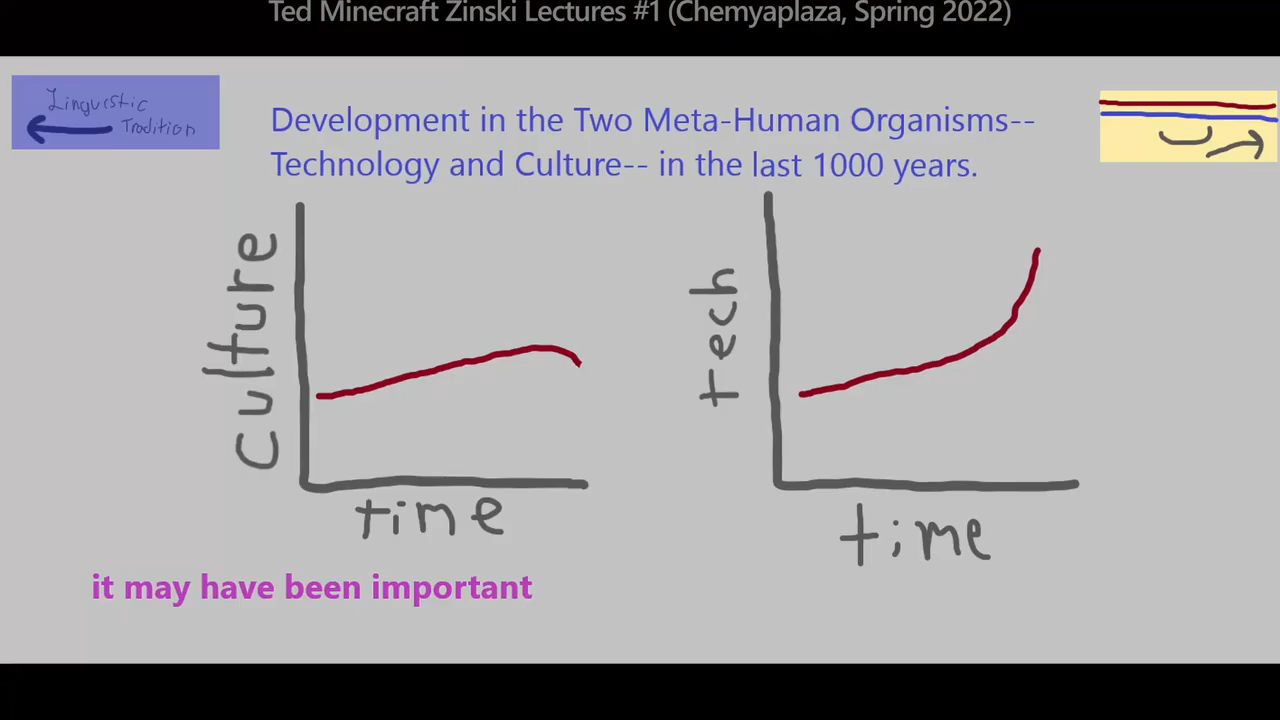 Ted Minecraft Zinski Lectures #1 (Chemyaplaza, Spring 2022)
Linguistic
Tradition
Development in the Two Meta-Human Organisms--
Technology and Culture-- in the last 1000 years.
Culture
time
tech
time
it may have been important